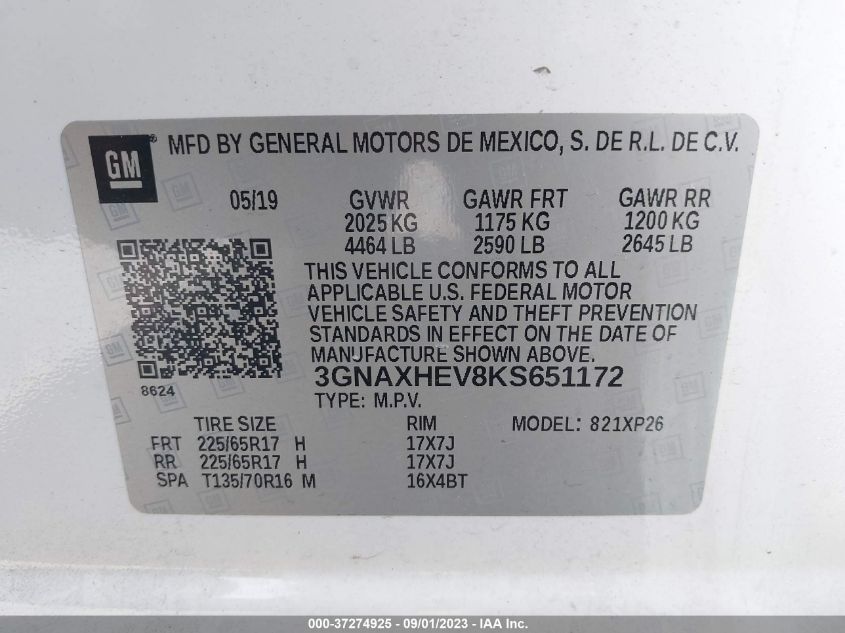 GM
MFD BY GENERAL MOTORS DE MEXICO, S. DE R.L. DE C.V.
05/19 GVWR GAWR FRT GAWR RR
2025 KG 1175 KG 1200 KG
4464 LB 2590 LB 2645 LB
THIS VEHICLE CONFORMS TO ALL
APPLICABLE U.S. FEDERAL MOTOR
VEHICLE SAFETY AND THEFT PREVENTION
STANDARDS IN EFFECT ON THE DATE OF
MANUFACTURE SHOWN ABOVE.
8624
3GNAXHEV8KS651172
TYPE: M.P.V.
TIRE SIZE RIM MODEL: 821XP26
FRT 225/65R17 H 17X7J
RR 225/65R17 H 17X7J
SPA T135/70R16 M 16X4BT
000-37274925 - 09/01/2023 - IAA Inc.